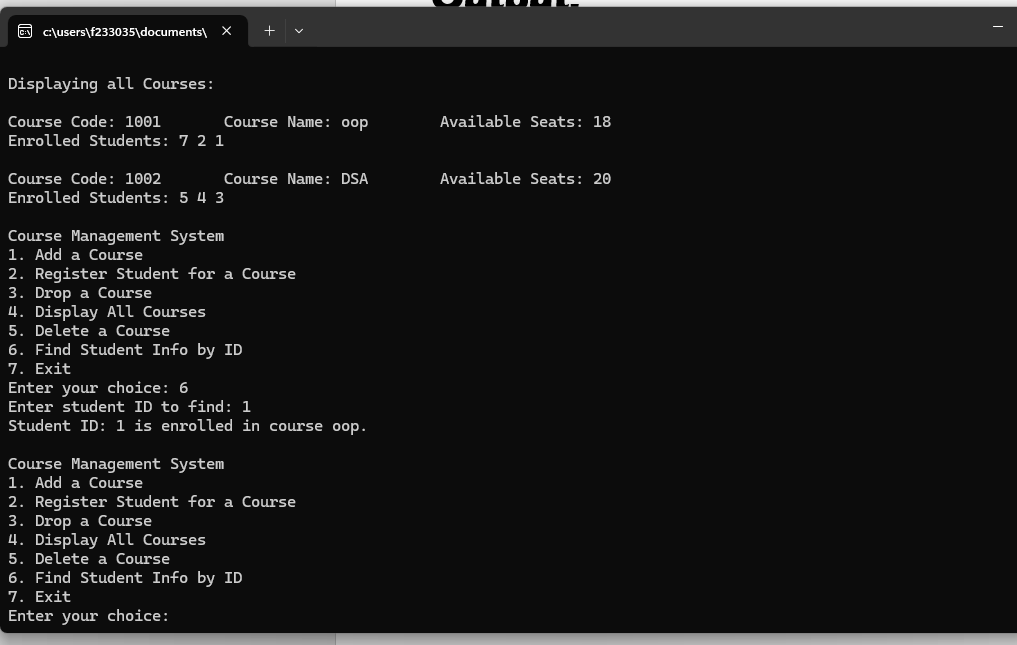 Output:
c:\users\f233035\documents\
Displaying all Courses:
Course Code: 1001 Course Name: oop Available Seats: 18
Enrolled Students: 7 2 1
Course Code: 1002 Course Name: DSA Available Seats: 20
Enrolled Students: 5 4 3
Course Management System
1. Add a Course
2. Register Student for a Course
3. Drop a Course
4. Display All Courses
5. Delete a Course
6. Find Student Info by ID
7. Exit
Enter your choice: 6
Enter student ID to find: 1
Student ID: 1 is enrolled in course oop.
Course Management System
1. Add a Course
2. Register Student for a Course
3. Drop a Course
4. Display All Courses
5. Delete a Course
6. Find Student Info by ID
7. Exit
Enter your choice: